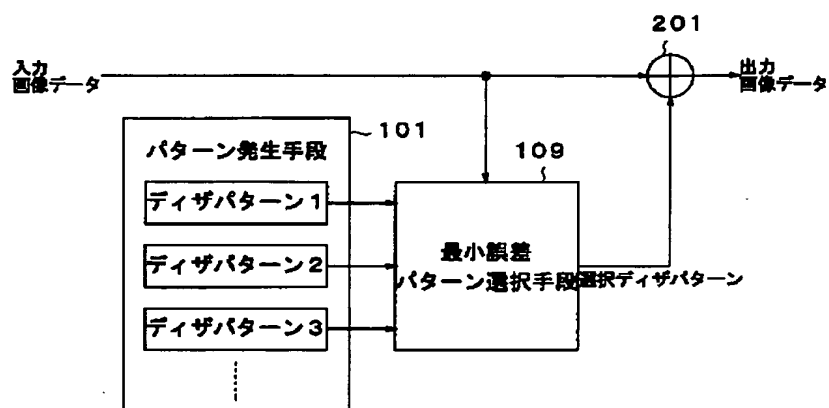 201
入力
画像データ
出力
画像データ
101
パターン発生手段
109
ディザパターン1
ディザパターン2
ディザパターン3
最小誤差
パターン選択手段
選択ディザパターン